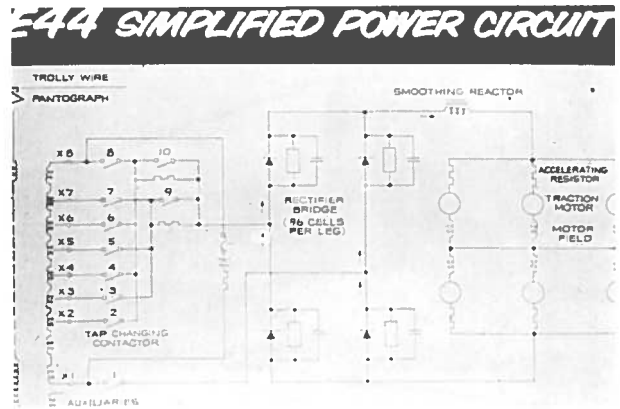 E44 SIMPLIFIED POWER CIRCUIT
TROLLY WIRE
PANTOGRAPH
SMOOTHING REACTOR
X8 8 10
X7 7 9
X6 6
X5 5
X4 4
X3 3
X2 2
TAP CHANGING
CONTACTOR
X1 1
AUXILIARIES
RECTIFIER
BRIDGE
(96 CELLS
PER LEG)
ACCELERATING
RESISTOR
TRACTION
MOTOR
MOTOR
FIELD